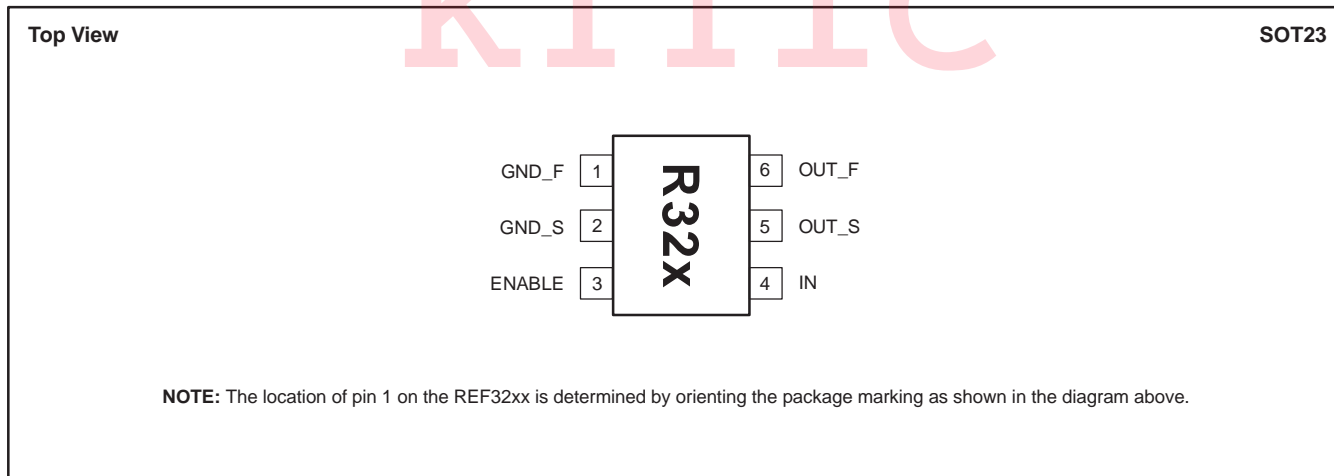 Top View
SOT23
GND_F 1
6 OUT_F
GND_S 2
5 OUT_S
ENABLE 3
4 IN
R32x
NOTE: The location of pin 1 on the REF32xx is determined by orienting the package marking as shown in the diagram above.